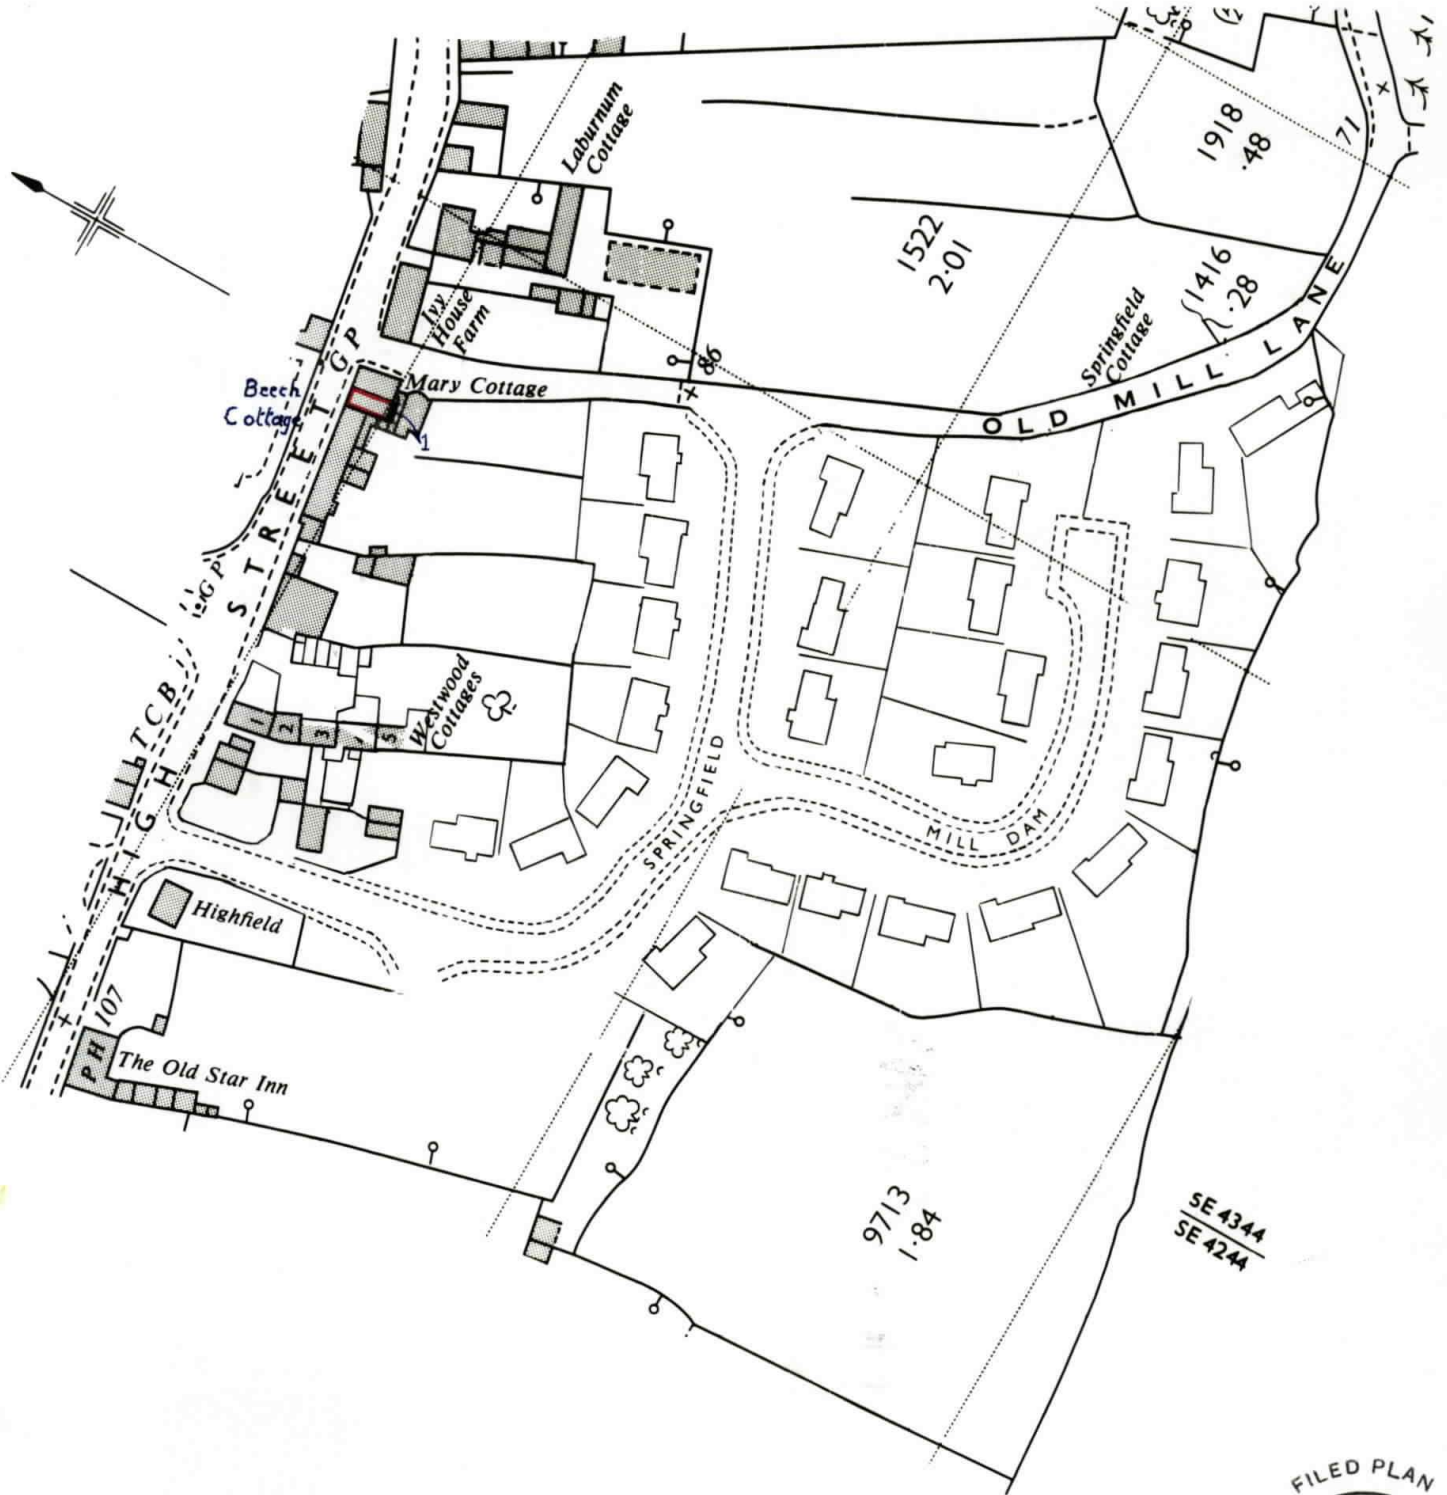 Laburnum
Cottage
1918
.48
71
1522
2.01
1416
.28
Ivy
House
Farm
GP
Springfield
Cottage
86
Mary Cottage
Beech
Cottage
1
OLD MILL LANE
HIGH STREET
GP
TCB
Westwood
Cottages
1
2
3
5
SPRINGFIELD
MILL DAM
Highfield
107
PH
The Old Star Inn
9713
1.84
SE 4344
SE 4244
FILED PLAN